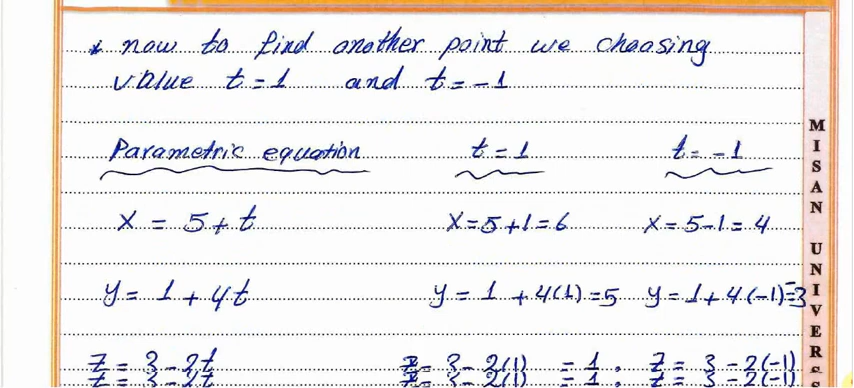 * now to find another point we choosing
value t = 1 and t = -1
Parametric equation t = 1 t = -1
x = 5 + t x = 5 + 1 = 6 x = 5 - 1 = 4
y = 1 + 4t y = 1 + 4(1) = 5 y = 1 + 4(-1) = -3
z = 3 - 2t z = 3 - 2(1) = 1 ; z = 3 - 2(-1)
MISAN UNIVERS